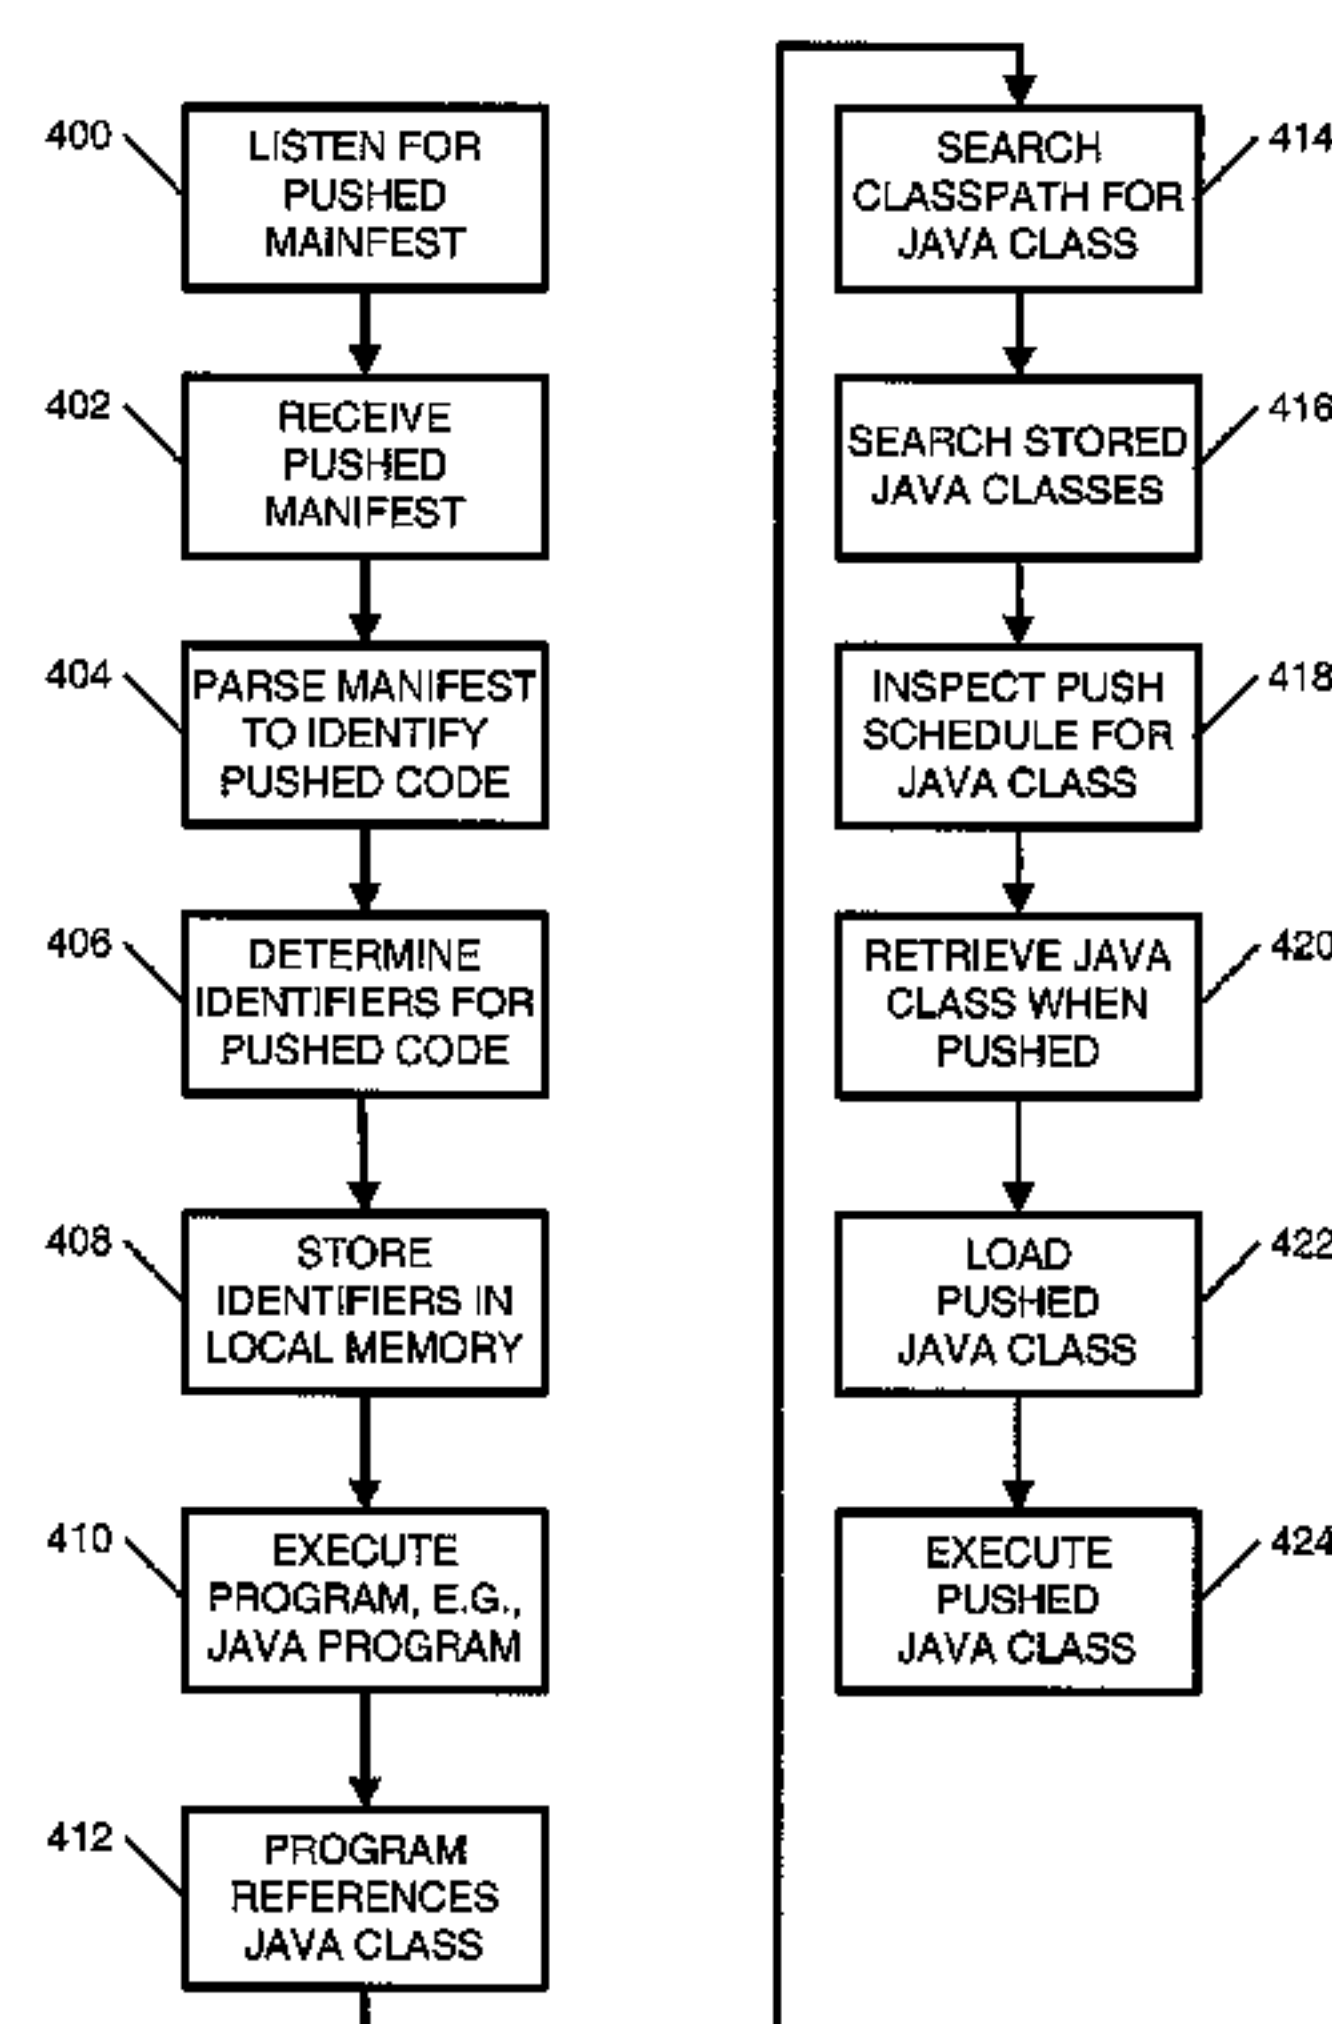 400
LISTEN FOR
PUSHED
MAINFEST
402
RECEIVE
PUSHED
MANIFEST
404
PARSE MANIFEST
TO IDENTIFY
PUSHED CODE
406
DETERMINE
IDENTIFIERS FOR
PUSHED CODE
408
STORE
IDENTIFIERS IN
LOCAL MEMORY
410
EXECUTE
PROGRAM, E.G.,
JAVA PROGRAM
412
PROGRAM
REFERENCES
JAVA CLASS
SEARCH
CLASSPATH FOR
JAVA CLASS
414
SEARCH STORED
JAVA CLASSES
416
INSPECT PUSH
SCHEDULE FOR
JAVA CLASS
418
RETRIEVE JAVA
CLASS WHEN
PUSHED
420
LOAD
PUSHED
JAVA CLASS
422
EXECUTE
PUSHED
JAVA CLASS
424